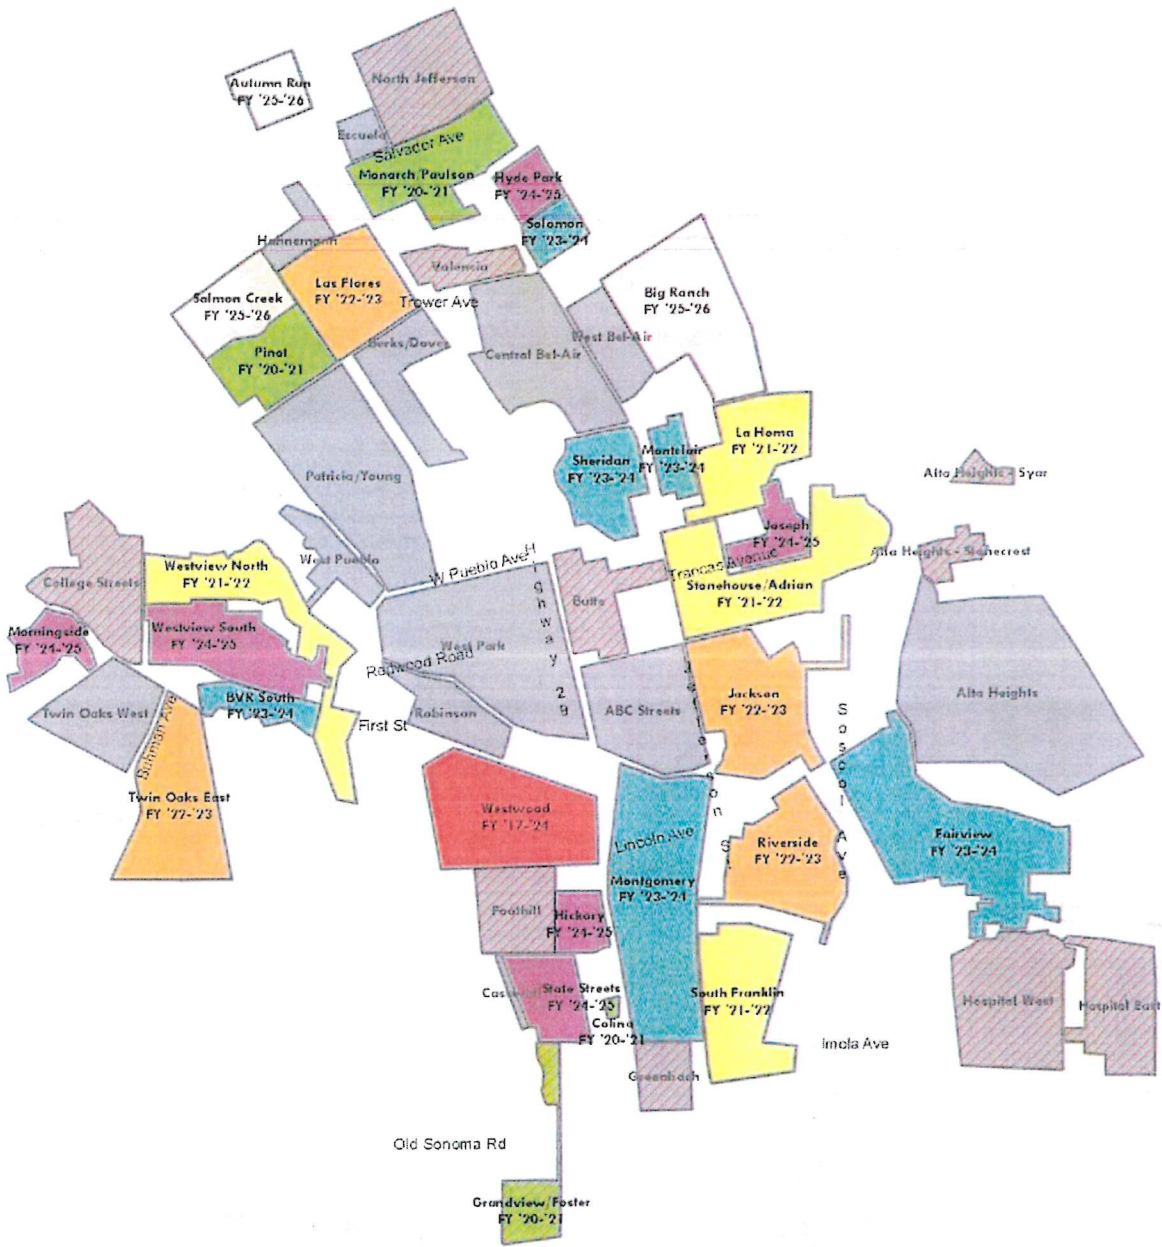 North Jefferson
Autumn Run
FY '25-'26
Escuela
Salvador Ave
Monarch/Paulson
FY '20-'21
Hyde Park
FY '24-'25
Solomon
FY '23-'24
Hahnemann
Valencia
Las Flores
FY '22-'23
Salmon Creek
FY '25-'26
Trower Ave
Big Ranch
FY '25-'26
West Bel-Air
Central Bel-Air
Pinot
FY '20-'21
La Homa
FY '21-'22
Sheridan
FY '23-'24
Montclair
FY '23-'24
Patricia/Young
Alta Heights - Syar
Joseph
FY '24-'25
Alta Heights - Stonecrest
Trancas Avenue
W Pueblo Ave
Highway 29
West Pueblo
Westview North
FY '21-'22
College Streets
Stonehouse/Adrian
FY '21-'22
Butte
Morningside
FY '24-'25
Westview South
FY '24-'25
West Park
Redwood Road
Jefferson St
Jackson
FY '22-'23
Alta Heights
BVR South
FY '23-'24
Twin Oaks West
Buhman Ave
First St
Robinson
ABC Streets
Soscol Ave
Twin Oaks East
FY '22-'23
Westwood
FY '17-'24
Lincoln Ave
Riverside
FY '22-'23
Fairview
FY '23-'24
Montgomery
FY '23-'24
Foothill
Hickory
FY '24-'25
State Streets
FY '24-'25
South Franklin
FY '21-'22
Hospital West
Hospital East
Colina
FY '20-'21
Imola Ave
Greenbach
Old Sonoma Rd
Grandview/Foster
FY '20-'21